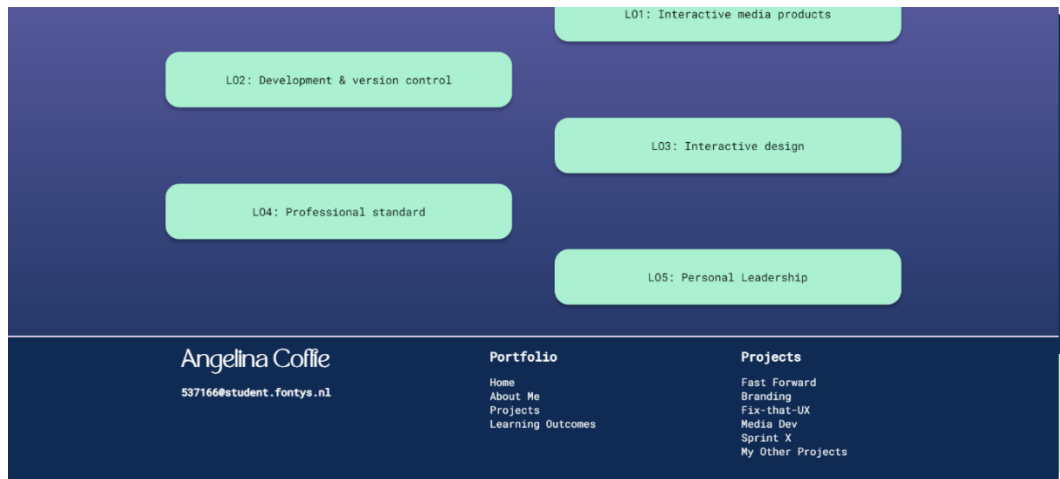 LO1: Interactive media products
LO2: Development & version control
LO3: Interactive design
LO4: Professional standard
LO5: Personal Leadership
Angelina Coffie
537166@student.fontys.nl
Portfolio
Home
About Me
Projects
Learning Outcomes
Projects
Fast Forward
Branding
Fix-that-UX
Media Dev
Sprint X
My Other Projects